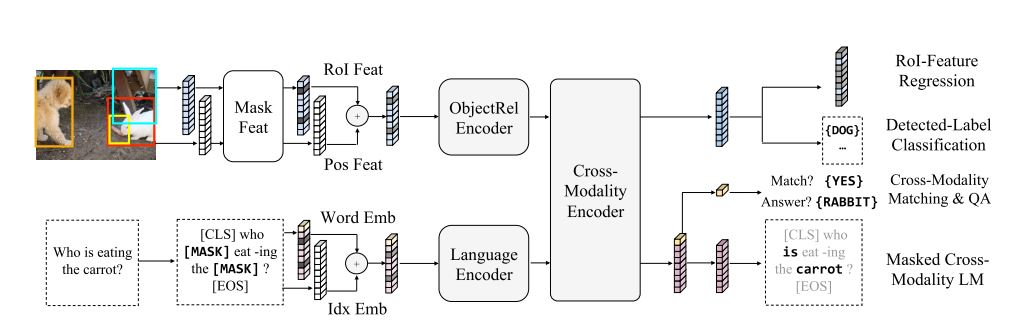 RoI Feat
Mask
Feat
Pos Feat
ObjectRel
Encoder
Cross-
Modality
Encoder
RoI-Feature
Regression
{DOG}
…
Detected-Label
Classification
Match? {YES}
Answer? {RABBIT}
Cross-Modality
Matching & QA
Who is eating
the carrot?
[CLS] who
[MASK] eat -ing
the [MASK] ?
[EOS]
Word Emb
Idx Emb
Language
Encoder
[CLS] who
is eat -ing
the carrot ?
[EOS]
Masked Cross-
Modality LM
+
+